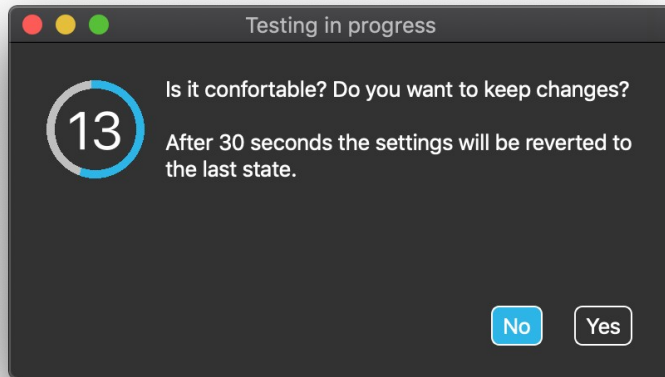 Testing in progress
13
Is it confortable? Do you want to keep changes?
After 30 seconds the settings will be reverted to
the last state.
No
Yes